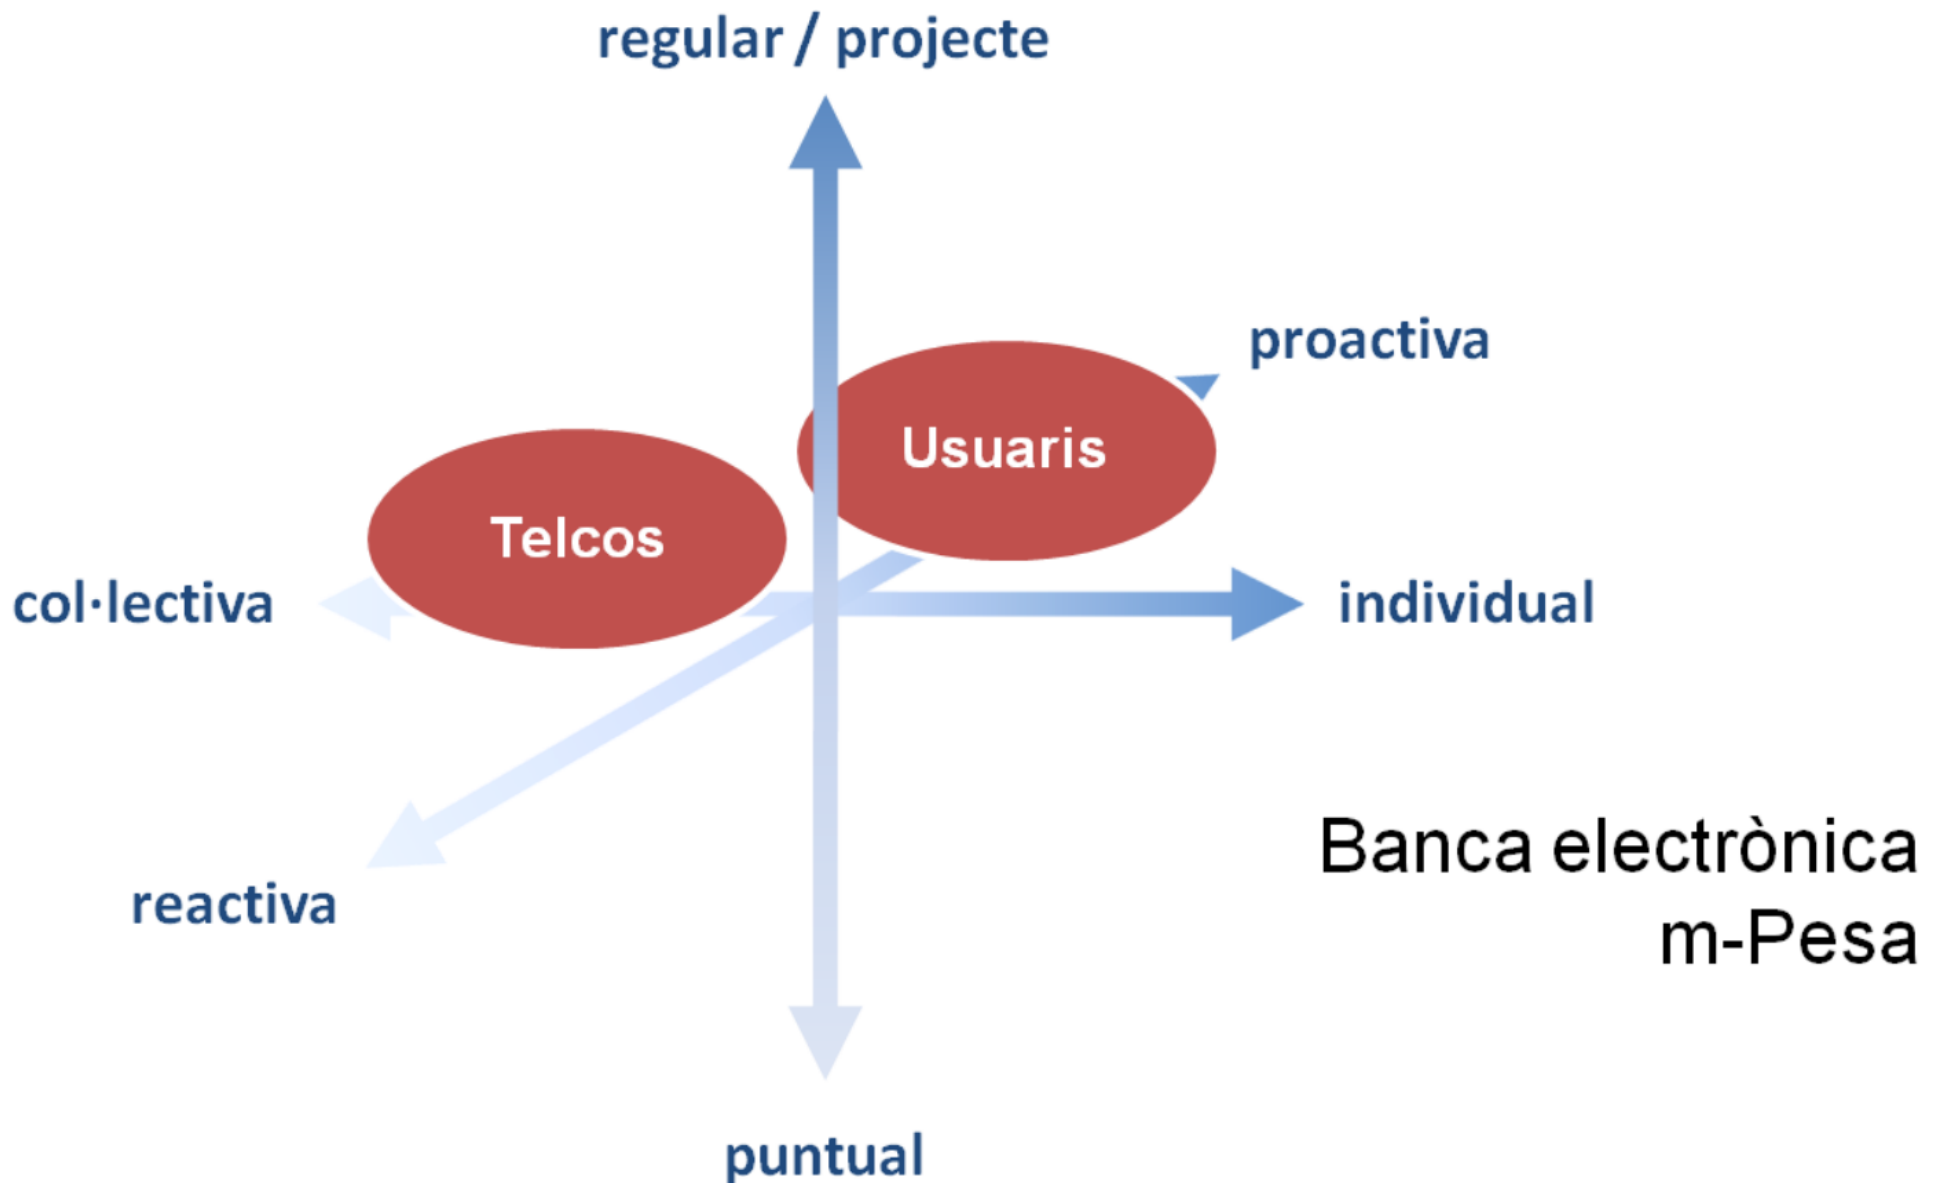 regular / projecte
proactiva
Usuaris
Telcos
col·lectiva
individual
reactiva
Banca electrònica
m-Pesa
puntual